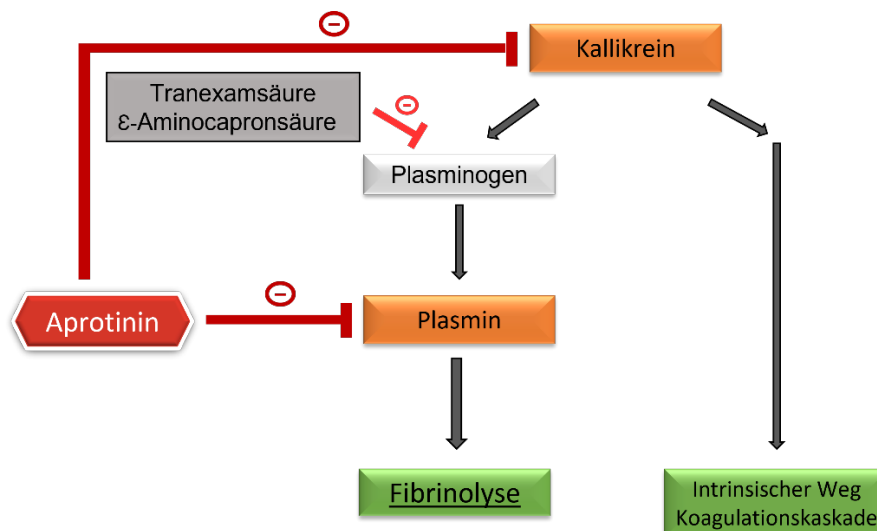 Kallikrein
Tranexamsäure
ε-Aminocapronsäure
Plasminogen
Aprotinin
Plasmin
Fibrinolyse
Intrinsischer Weg
Koagulationskaskade